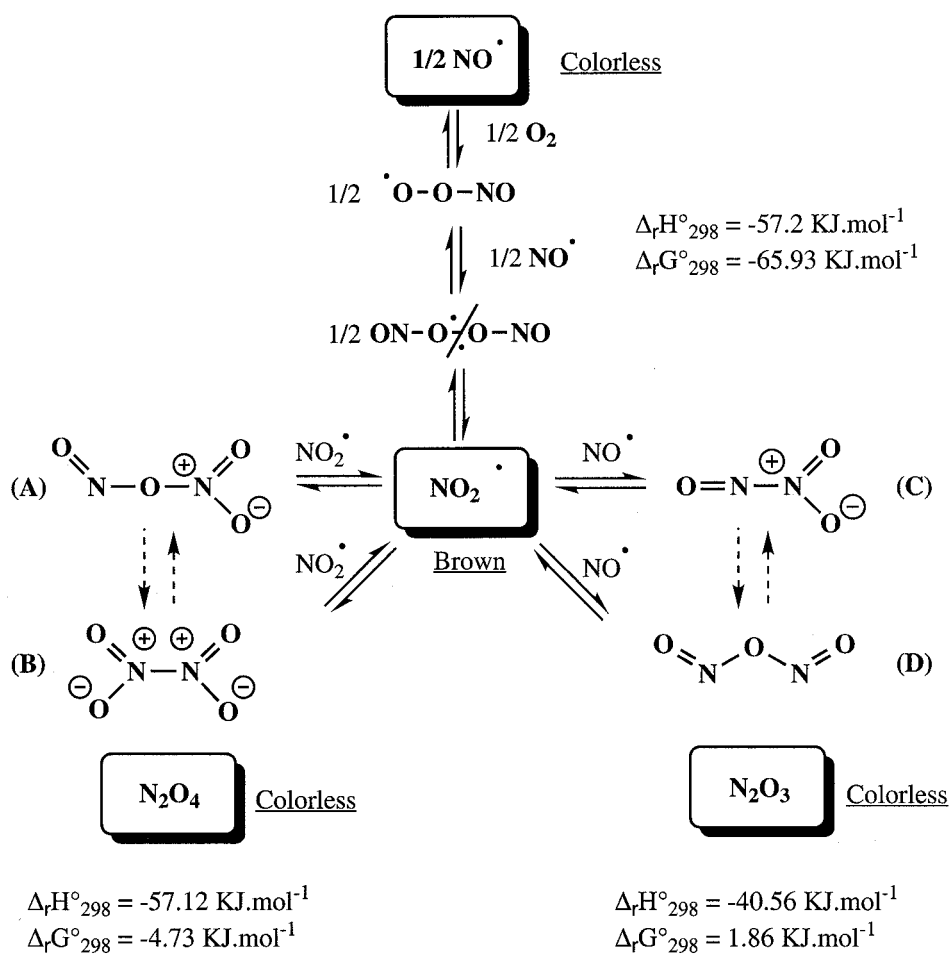 1/2 NO•
Colorless
1/2 O₂
1/2 •O–O–NO
1/2 NO•
ΔrH°₂₉₈ = -57.2 KJ.mol⁻¹
ΔrG°₂₉₈ = -65.93 KJ.mol⁻¹
1/2 ON–O•/•O–NO
(A)
O=N–O–N⊕
O
O⊖
NO₂•
NO₂•
Brown
NO•
O=N–N⊕
O
O⊖
(C)
NO₂•
NO•
(B)
O
⊕
⊕
O
⊖
N–N
O
O
⊖
O=N–O–N=O
(D)
N₂O₄
Colorless
N₂O₃
Colorless
ΔrH°₂₉₈ = -57.12 KJ.mol⁻¹
ΔrG°₂₉₈ = -4.73 KJ.mol⁻¹
ΔrH°₂₉₈ = -40.56 KJ.mol⁻¹
ΔrG°₂₉₈ = 1.86 KJ.mol⁻¹